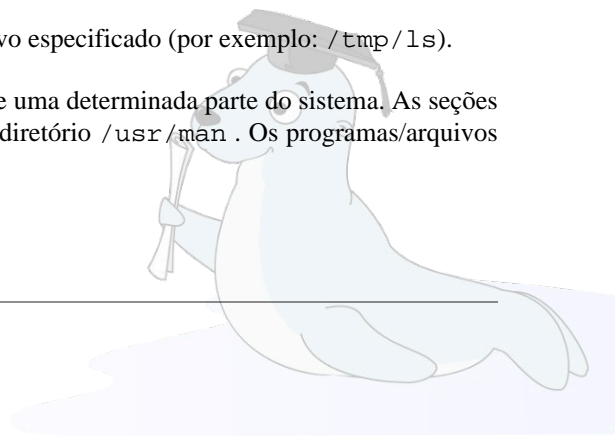 vo especificado (por exemplo: /tmp/ls).
e uma determinada parte do sistema. As seções
diretório /usr/man . Os programas/arquivos